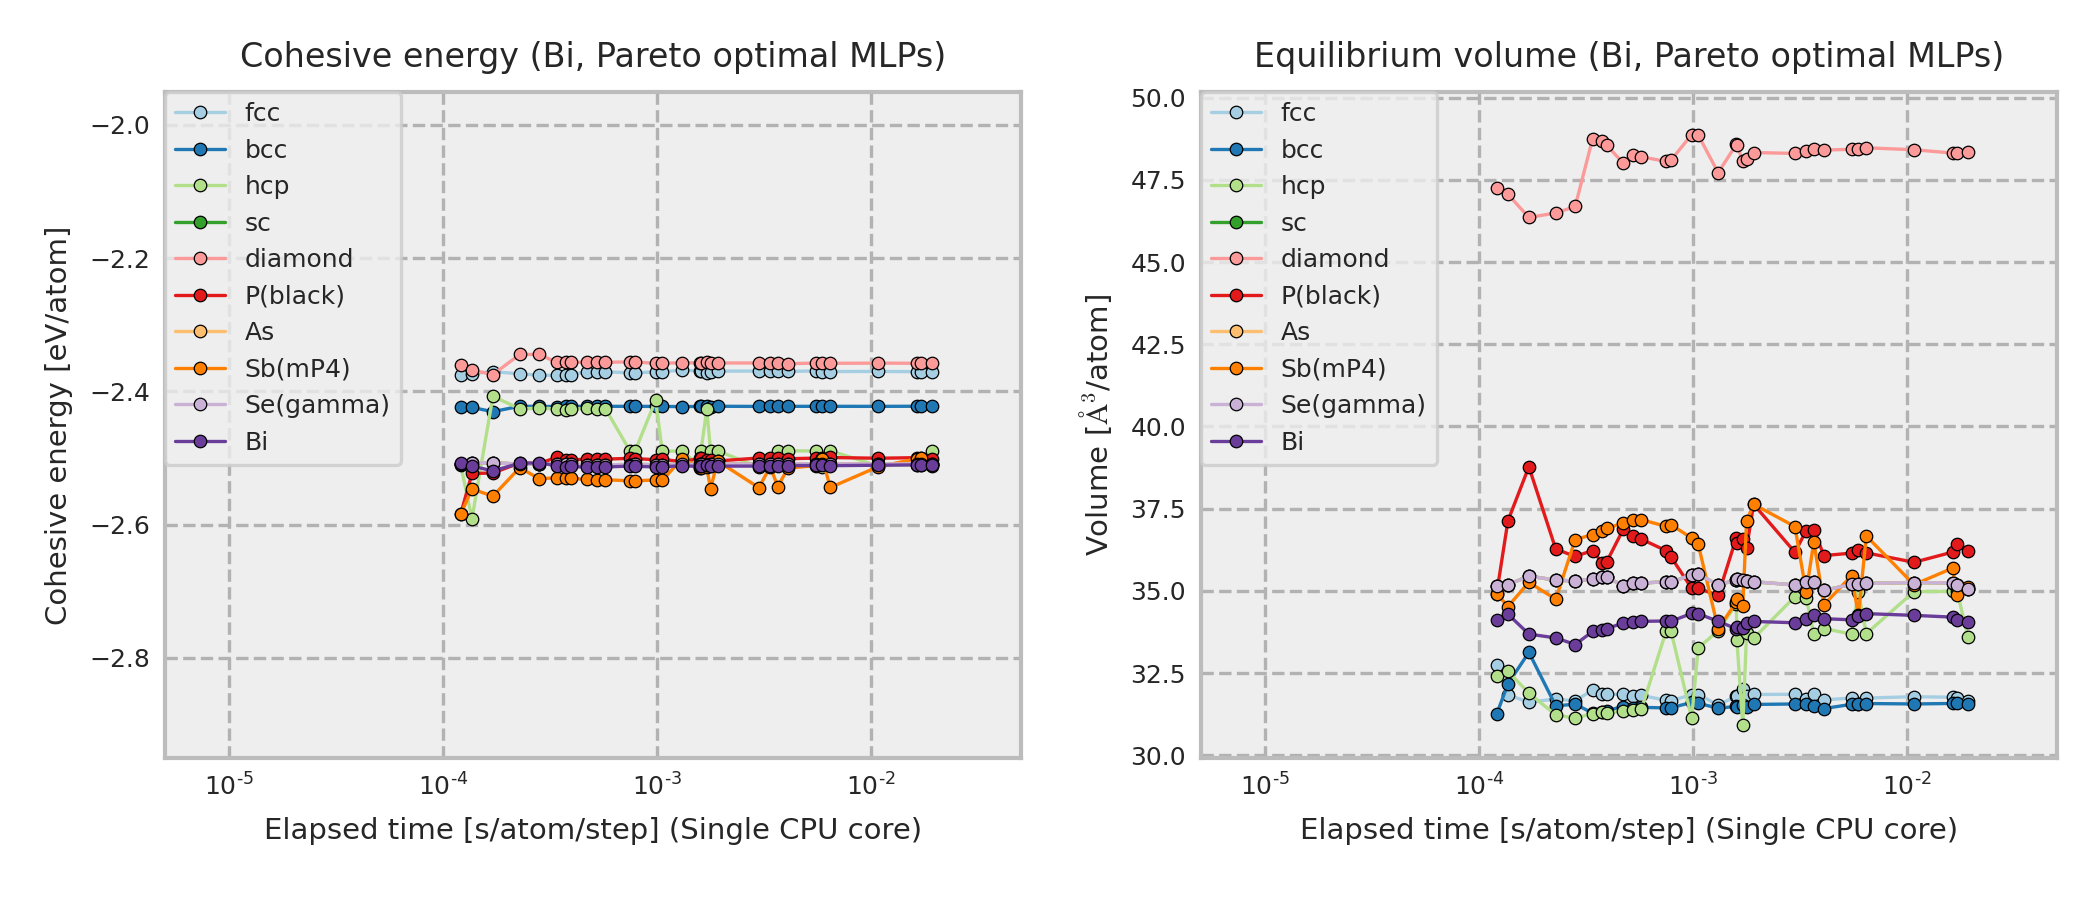 Cohesive energy (Bi, Pareto optimal MLPs)
Cohesive energy [eV/atom]
−2.0
−2.2
−2.4
−2.6
−2.8
fcc
bcc
hcp
sc
diamond
P(black)
As
Sb(mP4)
Se(gamma)
Bi
10^-5
10^-4
10^-3
10^-2
Elapsed time [s/atom/step] (Single CPU core)
Equilibrium volume (Bi, Pareto optimal MLPs)
Volume [Å^3/atom]
50.0
47.5
45.0
42.5
40.0
37.5
35.0
32.5
30.0
fcc
bcc
hcp
sc
diamond
P(black)
As
Sb(mP4)
Se(gamma)
Bi
10^-5
10^-4
10^-3
10^-2
Elapsed time [s/atom/step] (Single CPU core)